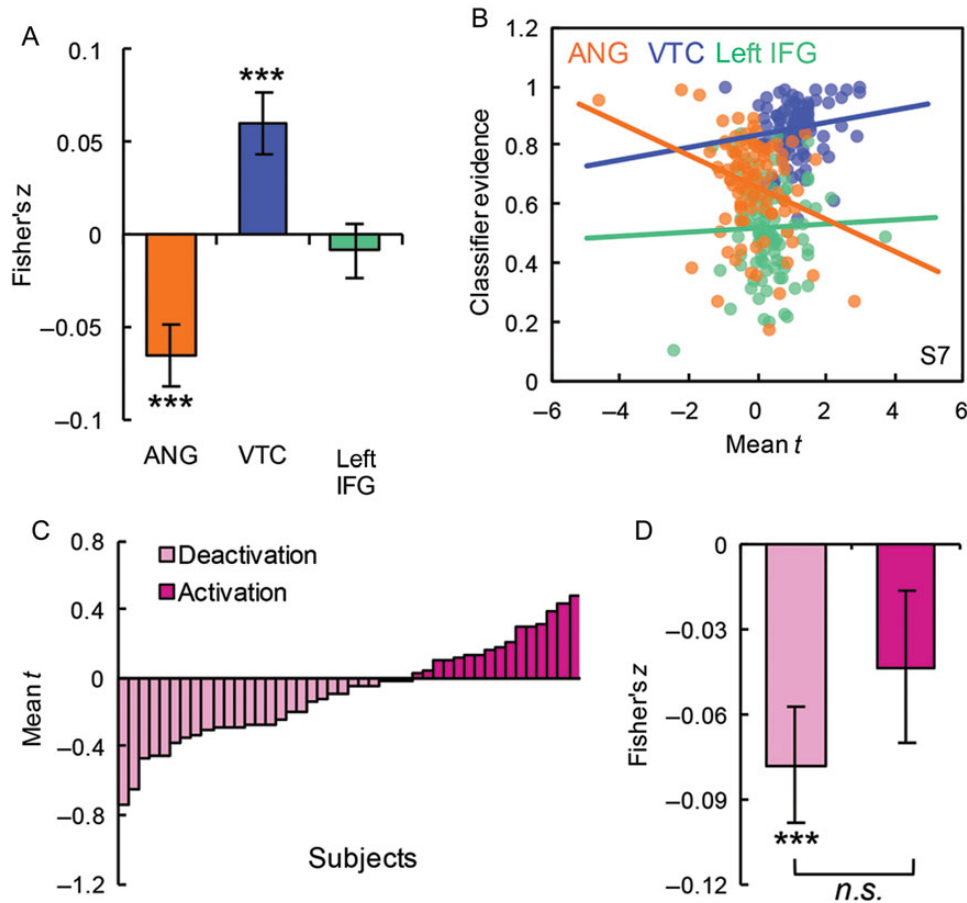 A
0.1
0.05
0
−0.05
−0.1
Fisher's z
***
***
ANG
VTC
Left
IFG
B
1.2
1
0.8
0.6
0.4
0.2
0
Classifier evidence
ANG VTC Left IFG
S7
−6 −4 −2 0 2 4 6
Mean t
C
0.8
0.4
0
−0.4
−0.8
−1.2
Mean t
Deactivation
Activation
Subjects
D
0
−0.03
−0.06
−0.09
−0.12
Fisher's z
***
n.s.